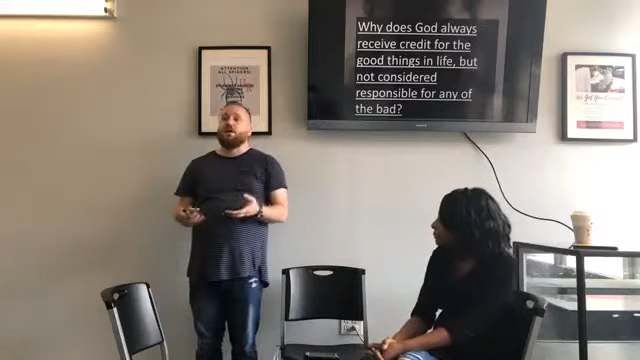 Why does God always
receive credit for the
good things in life, but
not considered
responsible for any of
the bad?
ATTENTION
ALL SPIDERS!